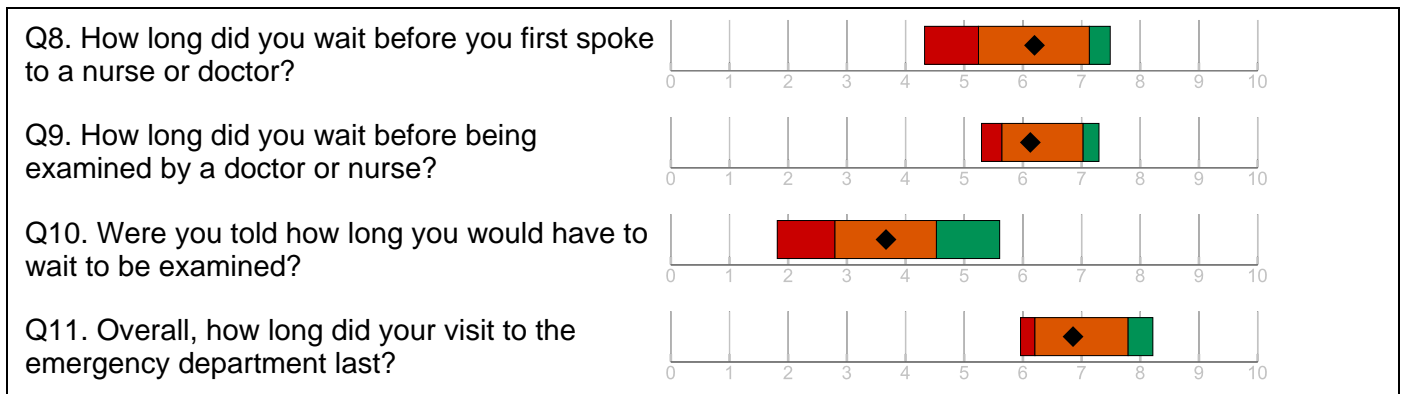 Q8. How long did you wait before you first spoke
to a nurse or doctor?
0 1 2 3 4 5 6 7 8 9 10
Q9. How long did you wait before being
examined by a doctor or nurse?
0 1 2 3 4 5 6 7 8 9 10
Q10. Were you told how long you would have to
wait to be examined?
0 1 2 3 4 5 6 7 8 9 10
Q11. Overall, how long did your visit to the
emergency department last?
0 1 2 3 4 5 6 7 8 9 10